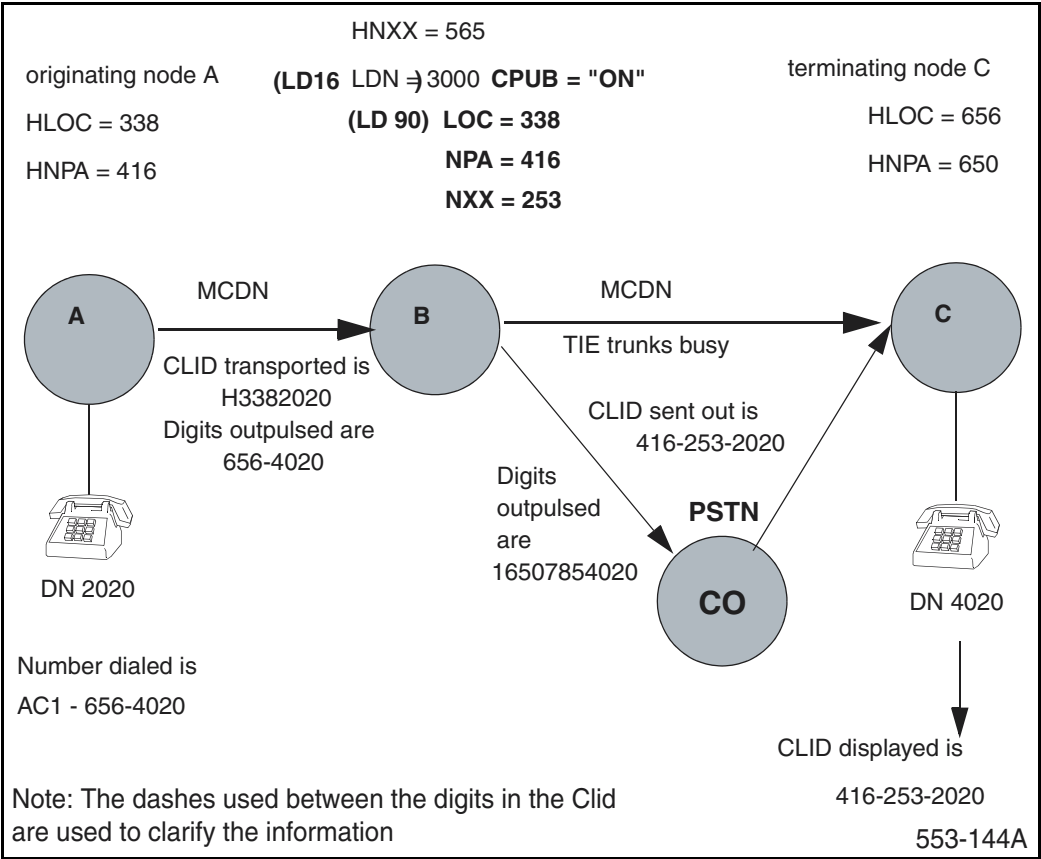 HNXX = 565
originating node A
(LD16 LDN =) 3000 CPUB = "ON"
terminating node C
HLOC = 338
(LD 90) LOC = 338
HLOC = 656
HNPA = 416
NPA = 416
HNPA = 650
NXX = 253
A
MCDN
B
MCDN
C
TIE trunks busy
CLID transported is
H3382020
Digits outpulsed are
656-4020
CLID sent out is
416-253-2020
Digits
outpulsed
are
16507854020
PSTN
CO
DN 2020
DN 4020
Number dialed is
AC1 - 656-4020
CLID displayed is
416-253-2020
Note: The dashes used between the digits in the Clid
are used to clarify the information
553-144A